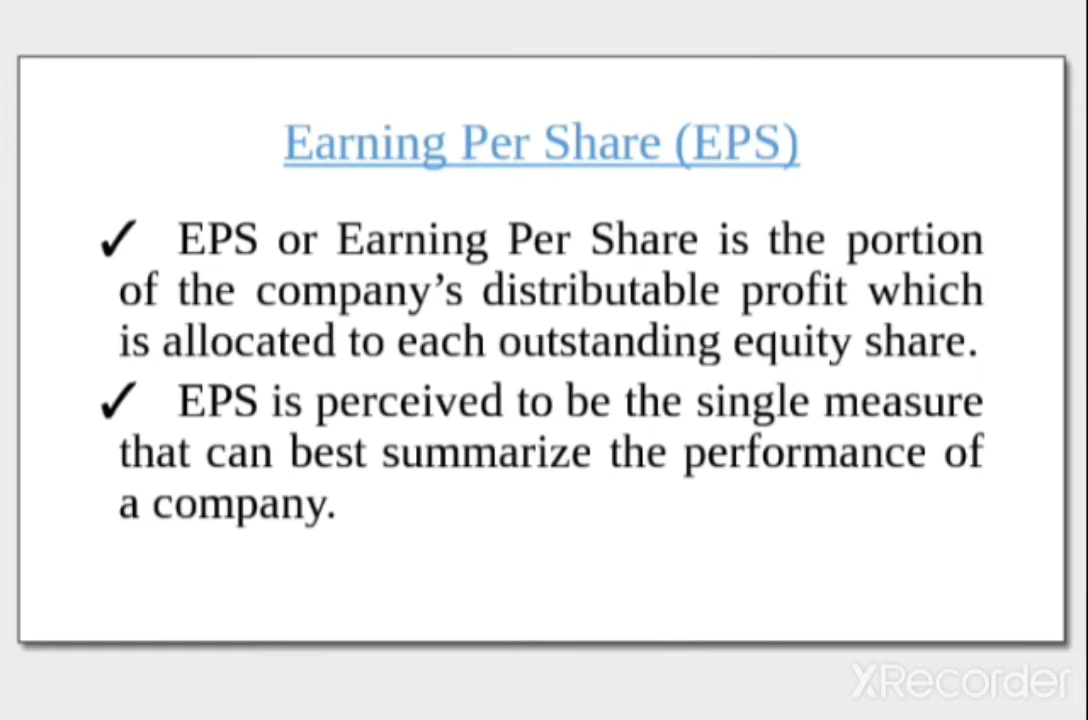 Earning Per Share (EPS)
✓ EPS or Earning Per Share is the portion
of the company’s distributable profit which
is allocated to each outstanding equity share.
✓ EPS is perceived to be the single measure
that can best summarize the performance of
a company.
XRecorder